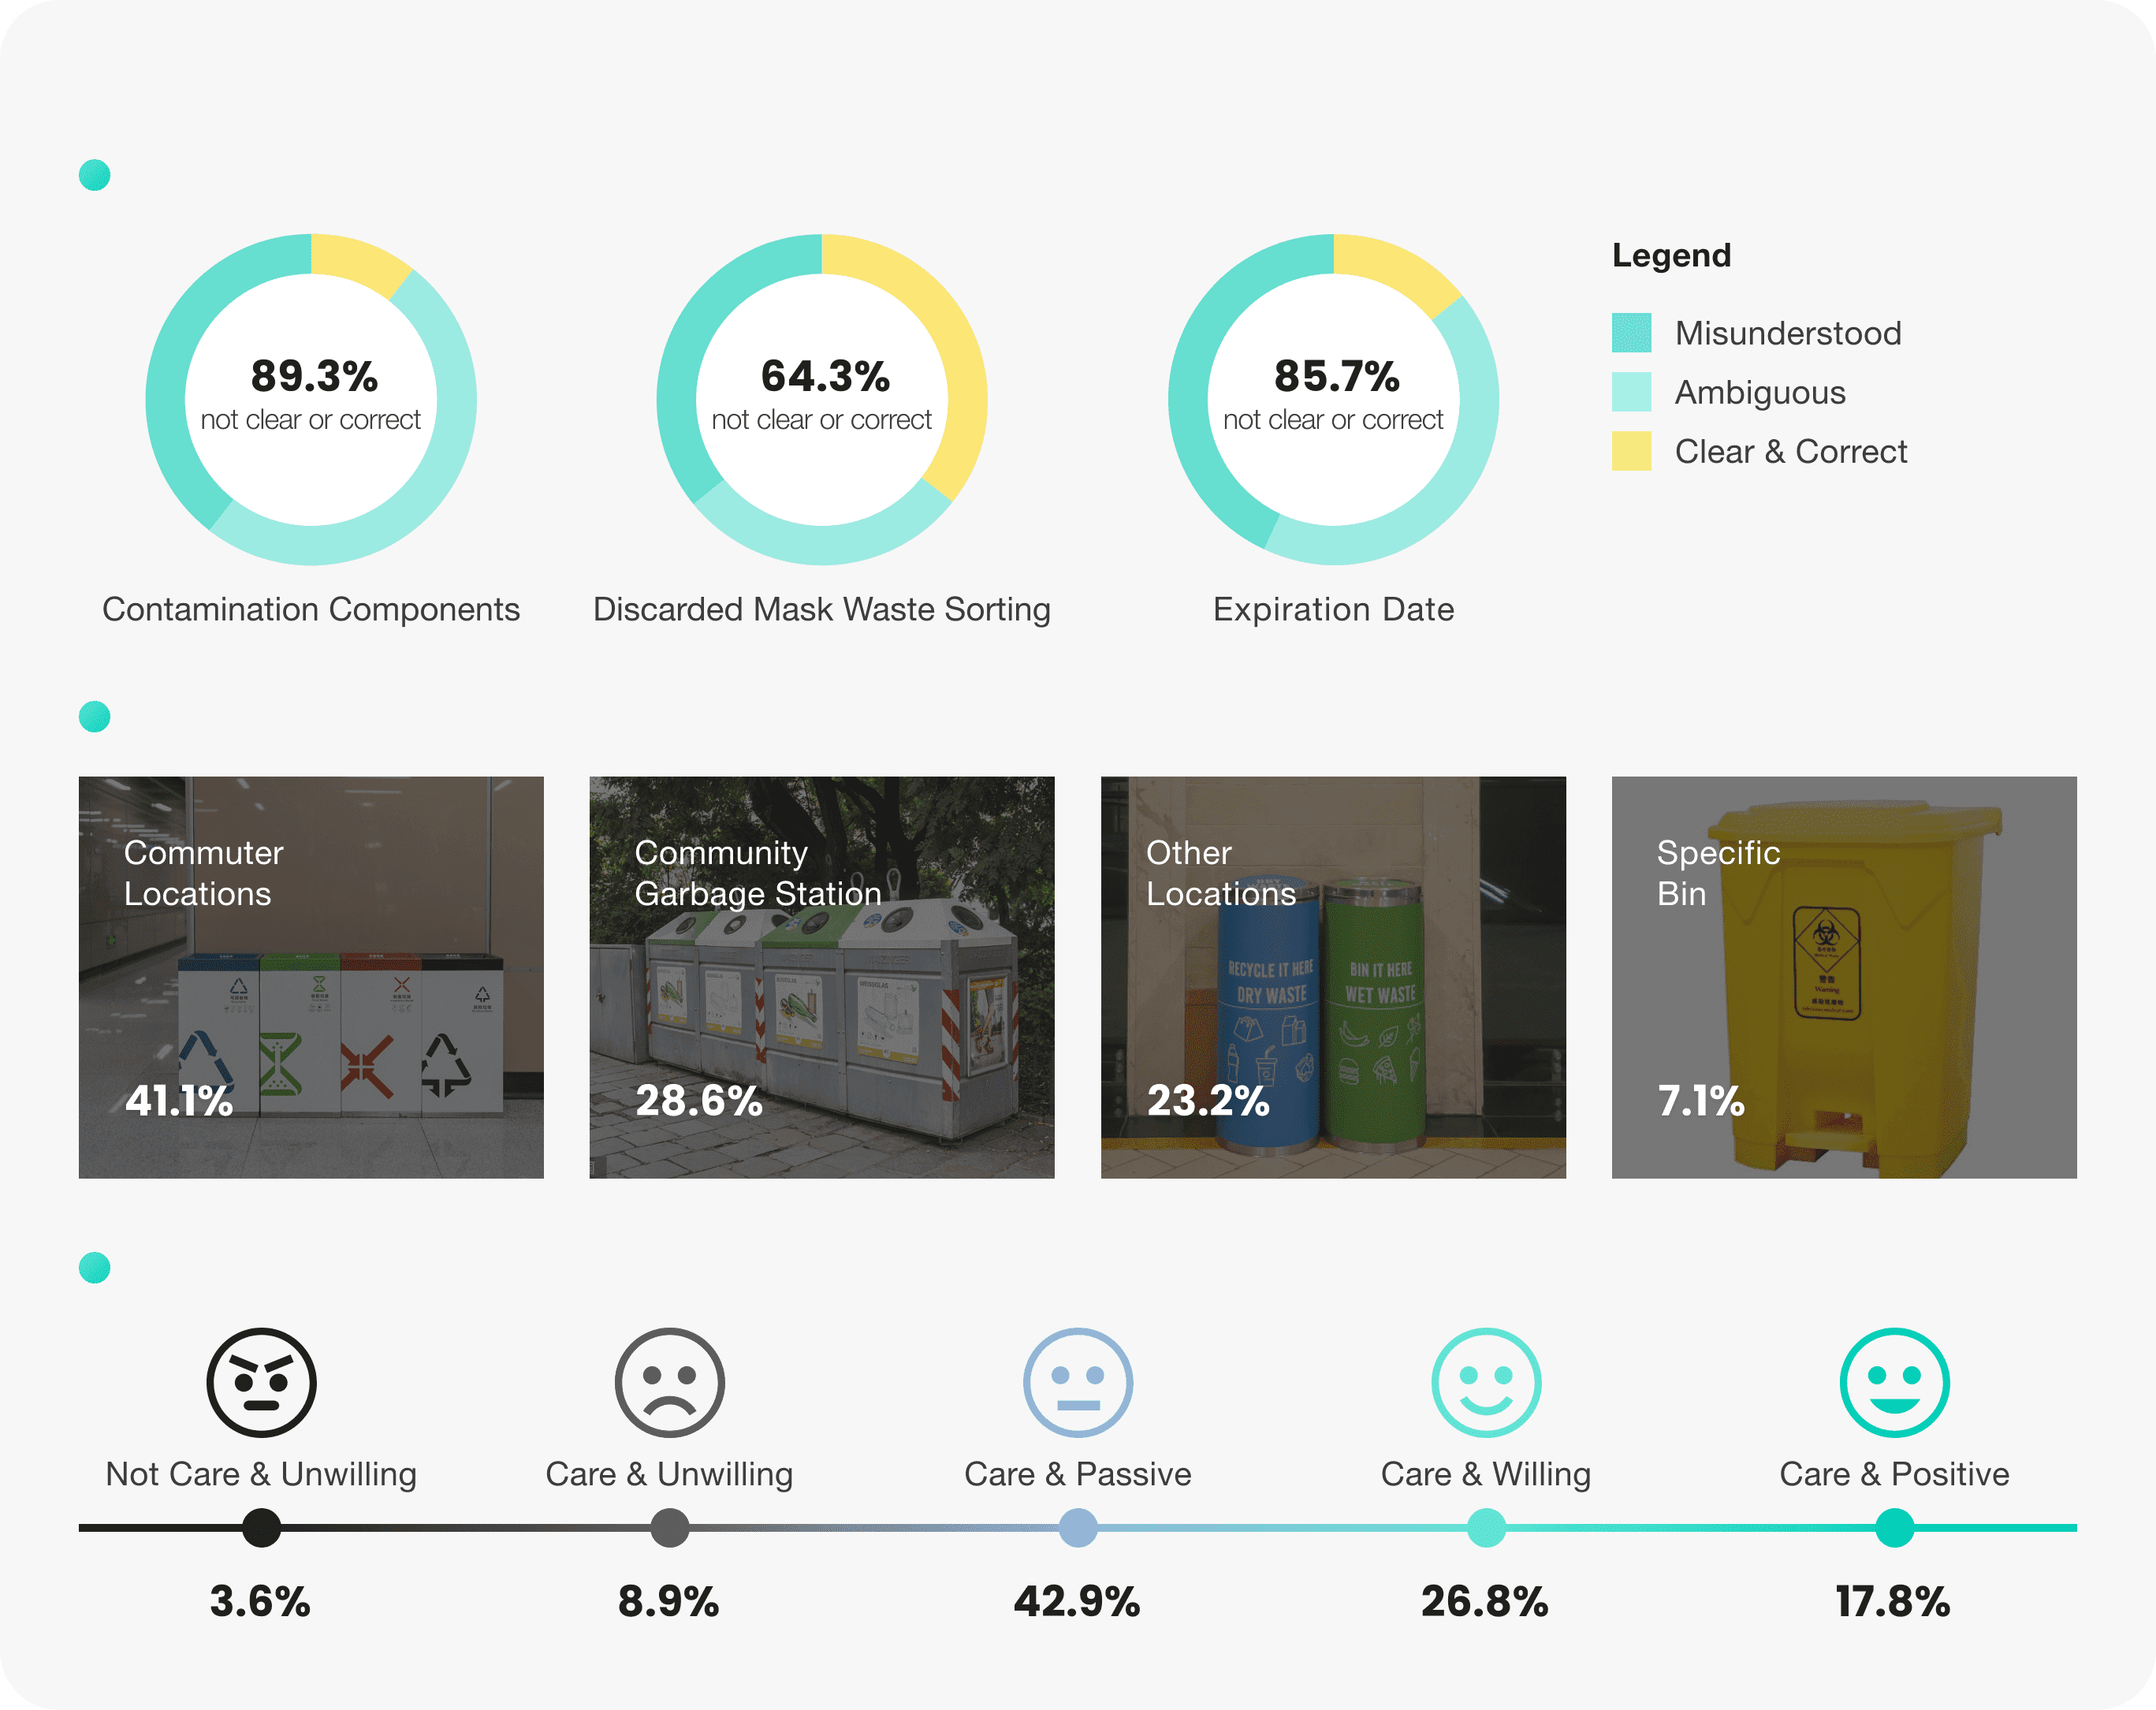 89.3%
not clear or correct
64.3%
not clear or correct
85.7%
not clear or correct
Legend
Misunderstood
Ambiguous
Clear & Correct
Contamination Components
Discarded Mask Waste Sorting
Expiration Date
Commuter
Locations
41.1%
Community
Garbage Station
28.6%
Other
Locations
RECYCLE IT HERE
DRY WASTE
BIN IT HERE
WET WASTE
23.2%
Specific
Bin
警告
Warning
7.1%
Not Care & Unwilling
Care & Unwilling
Care & Passive
Care & Willing
Care & Positive
3.6%
8.9%
42.9%
26.8%
17.8%